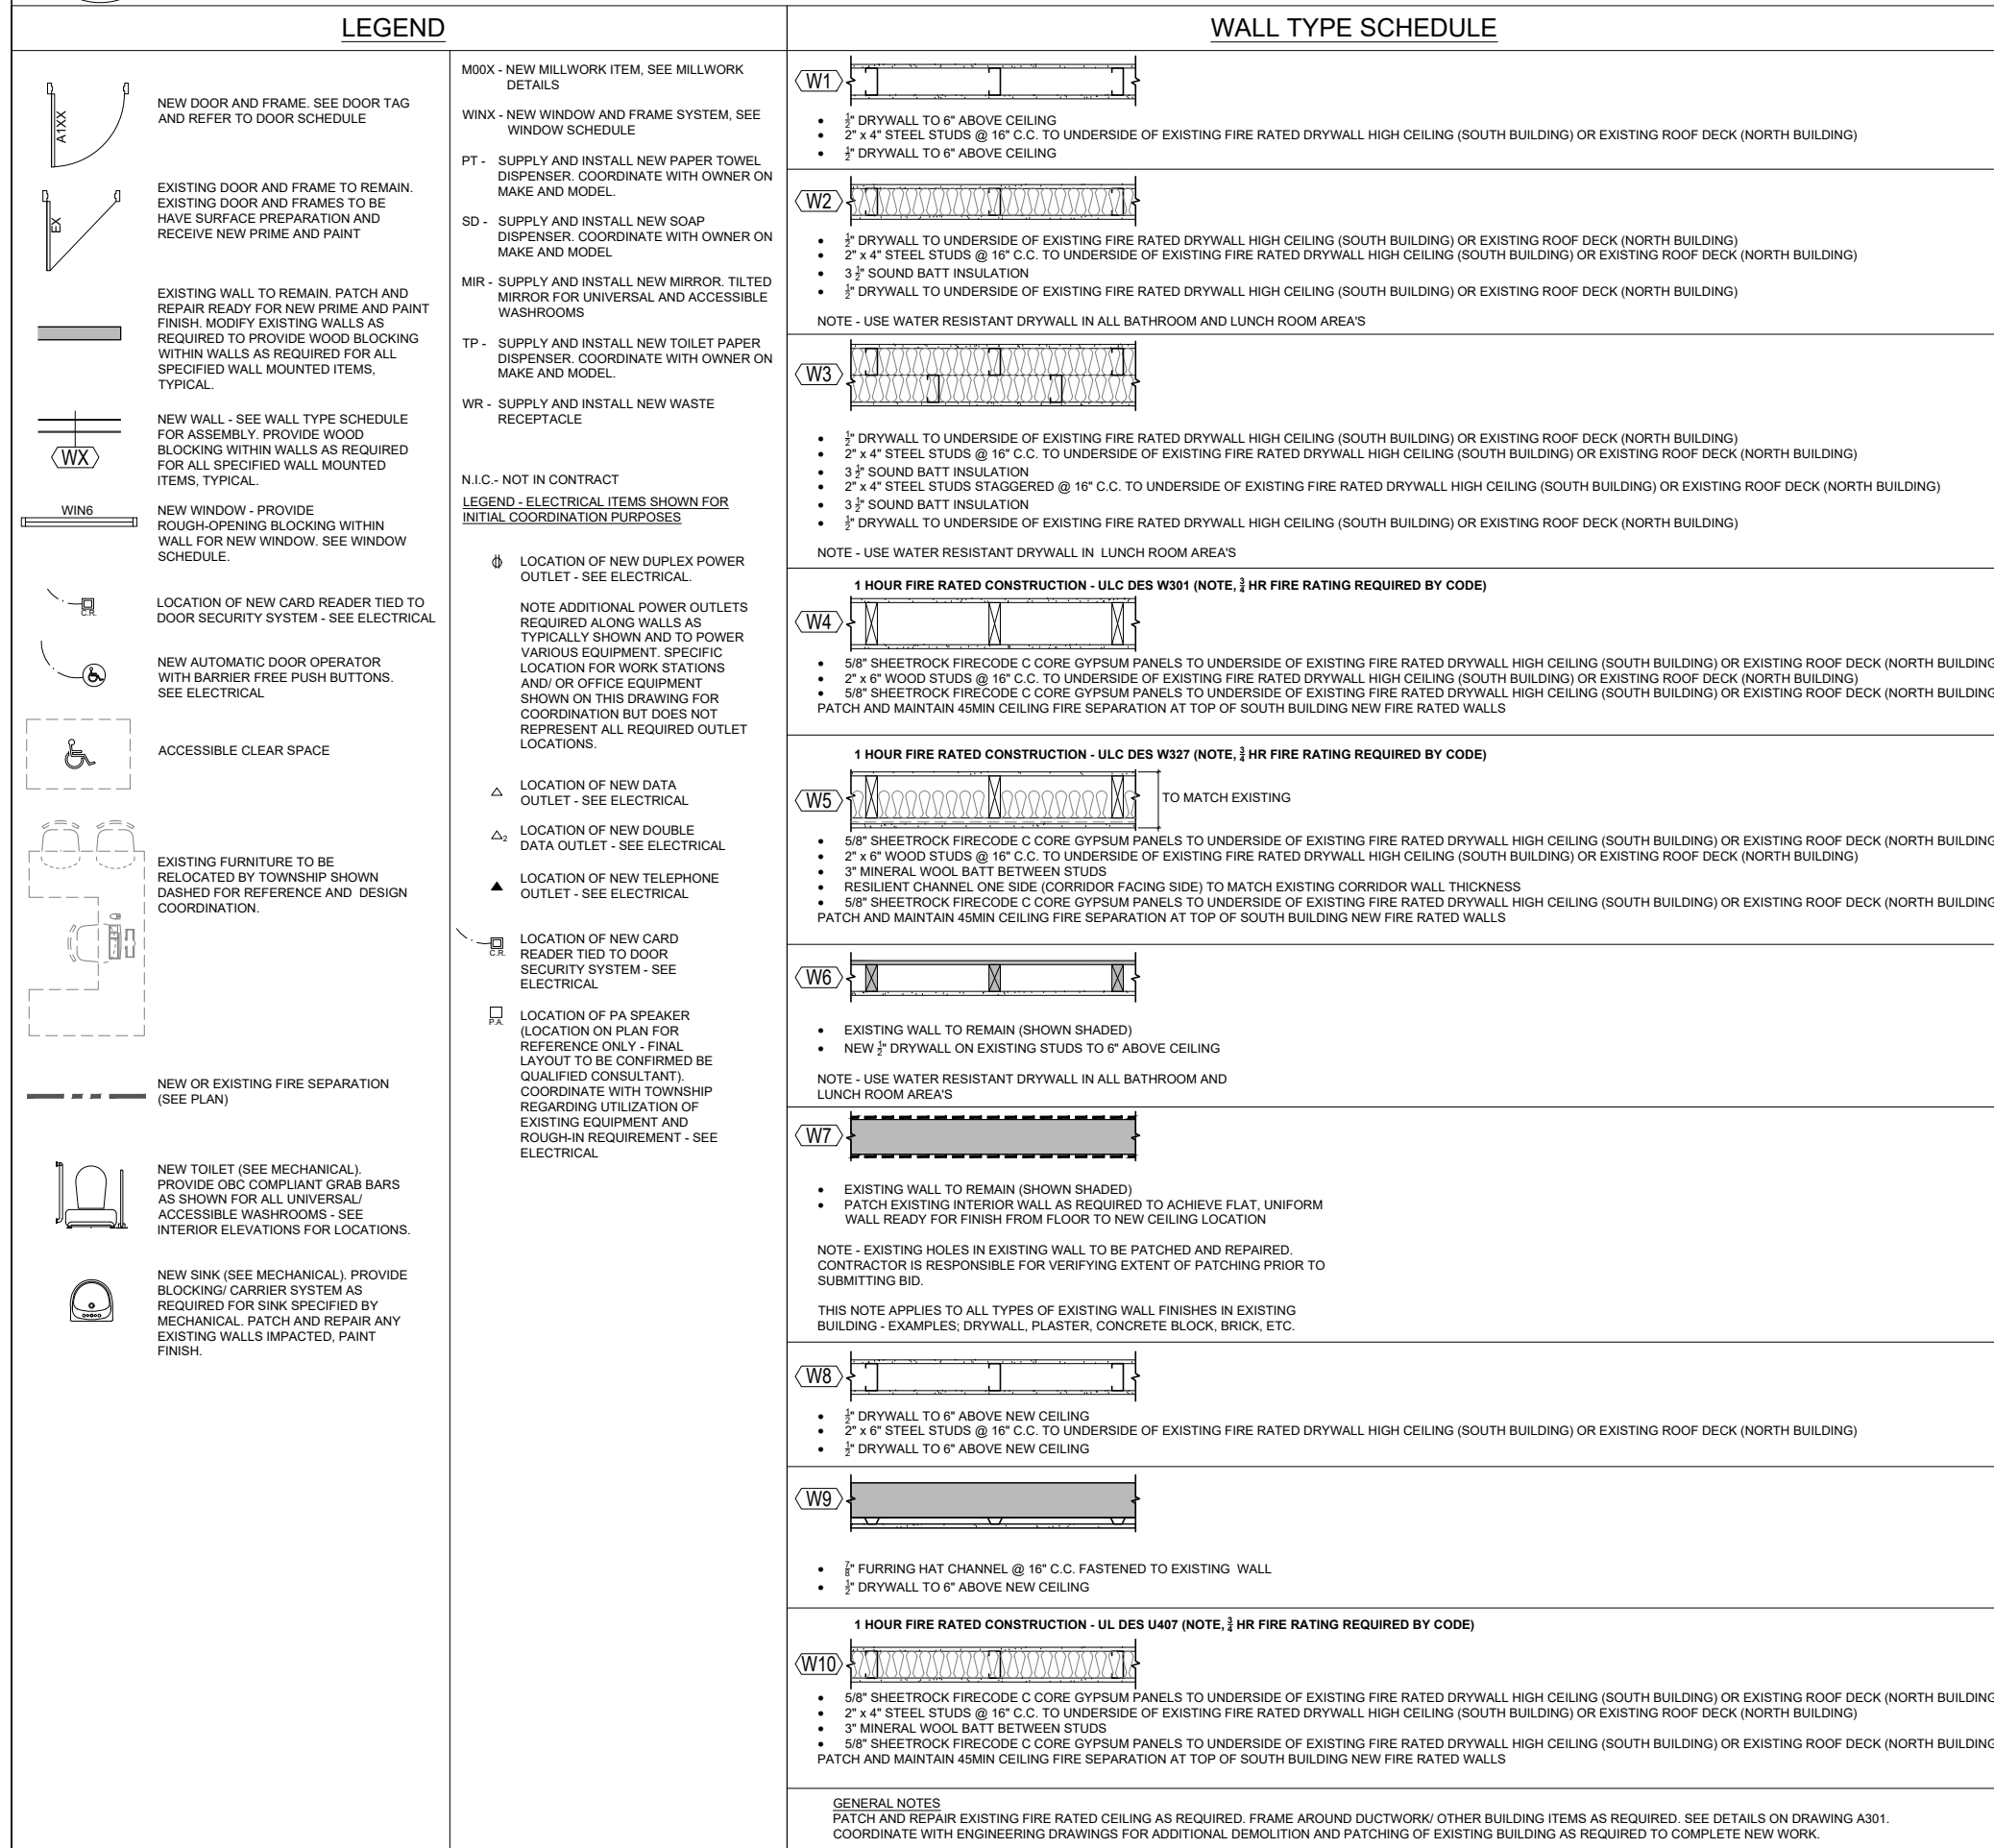 LEGEND
A1XX
NEW DOOR AND FRAME. SEE DOOR TAG
AND REFER TO DOOR SCHEDULE
EX
EXISTING DOOR AND FRAME TO REMAIN.
EXISTING DOOR AND FRAMES TO BE
HAVE SURFACE PREPARATION AND
RECEIVE NEW PRIME AND PAINT
EXISTING WALL TO REMAIN. PATCH AND
REPAIR READY FOR NEW PRIME AND PAINT
FINISH. MODIFY EXISTING WALLS AS
REQUIRED TO PROVIDE WOOD BLOCKING
WITHIN WALLS AS REQUIRED FOR ALL
SPECIFIED WALL MOUNTED ITEMS,
TYPICAL.
WX
NEW WALL - SEE WALL TYPE SCHEDULE
FOR ASSEMBLY. PROVIDE WOOD
BLOCKING WITHIN WALLS AS REQUIRED
FOR ALL SPECIFIED WALL MOUNTED
ITEMS, TYPICAL.
WIN6
NEW WINDOW - PROVIDE
ROUGH-OPENING BLOCKING WITHIN
WALL FOR NEW WINDOW. SEE WINDOW
SCHEDULE.
C.R.
LOCATION OF NEW CARD READER TIED TO
DOOR SECURITY SYSTEM - SEE ELECTRICAL
NEW AUTOMATIC DOOR OPERATOR
WITH BARRIER FREE PUSH BUTTONS.
SEE ELECTRICAL
ACCESSIBLE CLEAR SPACE
EXISTING FURNITURE TO BE
RELOCATED BY TOWNSHIP SHOWN
DASHED FOR REFERENCE AND DESIGN
COORDINATION.
NEW OR EXISTING FIRE SEPARATION
(SEE PLAN)
NEW TOILET (SEE MECHANICAL).
PROVIDE OBC COMPLIANT GRAB BARS
AS SHOWN FOR ALL UNIVERSAL/
ACCESSIBLE WASHROOMS - SEE
INTERIOR ELEVATIONS FOR LOCATIONS.
NEW SINK (SEE MECHANICAL). PROVIDE
BLOCKING/ CARRIER SYSTEM AS
REQUIRED FOR SINK SPECIFIED BY
MECHANICAL. PATCH AND REPAIR ANY
EXISTING WALLS IMPACTED, PAINT
FINISH.
M00X - NEW MILLWORK ITEM, SEE MILLWORK
DETAILS
WINX - NEW WINDOW AND FRAME SYSTEM, SEE
WINDOW SCHEDULE
PT - SUPPLY AND INSTALL NEW PAPER TOWEL
DISPENSER. COORDINATE WITH OWNER ON
MAKE AND MODEL.
SD - SUPPLY AND INSTALL NEW SOAP
DISPENSER. COORDINATE WITH OWNER ON
MAKE AND MODEL
MIR - SUPPLY AND INSTALL NEW MIRROR. TILTED
MIRROR FOR UNIVERSAL AND ACCESSIBLE
WASHROOMS
TP - SUPPLY AND INSTALL NEW TOILET PAPER
DISPENSER. COORDINATE WITH OWNER ON
MAKE AND MODEL.
WR - SUPPLY AND INSTALL NEW WASTE
RECEPTACLE
N.I.C.- NOT IN CONTRACT
LEGEND - ELECTRICAL ITEMS SHOWN FOR
INITIAL COORDINATION PURPOSES
LOCATION OF NEW DUPLEX POWER
OUTLET - SEE ELECTRICAL.
NOTE ADDITIONAL POWER OUTLETS
REQUIRED ALONG WALLS AS
TYPICALLY SHOWN AND TO POWER
VARIOUS EQUIPMENT. SPECIFIC
LOCATION FOR WORK STATIONS
AND/ OR OFFICE EQUIPMENT
SHOWN ON THIS DRAWING FOR
COORDINATION BUT DOES NOT
REPRESENT ALL REQUIRED OUTLET
LOCATIONS.
LOCATION OF NEW DATA
OUTLET - SEE ELECTRICAL
2
LOCATION OF NEW DOUBLE
DATA OUTLET - SEE ELECTRICAL
LOCATION OF NEW TELEPHONE
OUTLET - SEE ELECTRICAL
C.R.
LOCATION OF NEW CARD
READER TIED TO DOOR
SECURITY SYSTEM - SEE
ELECTRICAL
P.A.
LOCATION OF PA SPEAKER
(LOCATION ON PLAN FOR
REFERENCE ONLY - FINAL
LAYOUT TO BE CONFIRMED BE
QUALIFIED CONSULTANT).
COORDINATE WITH TOWNSHIP
REGARDING UTILIZATION OF
EXISTING EQUIPMENT AND
ROUGH-IN REQUIREMENT - SEE
ELECTRICAL
WALL TYPE SCHEDULE
W1
• ½" DRYWALL TO 6" ABOVE CEILING
• 2" x 4" STEEL STUDS @ 16" C.C. TO UNDERSIDE OF EXISTING FIRE RATED DRYWALL HIGH CEILING (SOUTH BUILDING) OR EXISTING ROOF DECK (NORTH BUILDING)
• ½" DRYWALL TO 6" ABOVE CEILING
W2
• ½" DRYWALL TO UNDERSIDE OF EXISTING FIRE RATED DRYWALL HIGH CEILING (SOUTH BUILDING) OR EXISTING ROOF DECK (NORTH BUILDING)
• 2" x 4" STEEL STUDS @ 16" C.C. TO UNDERSIDE OF EXISTING FIRE RATED DRYWALL HIGH CEILING (SOUTH BUILDING) OR EXISTING ROOF DECK (NORTH BUILDING)
• 3 ½" SOUND BATT INSULATION
• ½" DRYWALL TO UNDERSIDE OF EXISTING FIRE RATED DRYWALL HIGH CEILING (SOUTH BUILDING) OR EXISTING ROOF DECK (NORTH BUILDING)
NOTE - USE WATER RESISTANT DRYWALL IN ALL BATHROOM AND LUNCH ROOM AREA'S
W3
• ½" DRYWALL TO UNDERSIDE OF EXISTING FIRE RATED DRYWALL HIGH CEILING (SOUTH BUILDING) OR EXISTING ROOF DECK (NORTH BUILDING)
• 2" x 4" STEEL STUDS @ 16" C.C. TO UNDERSIDE OF EXISTING FIRE RATED DRYWALL HIGH CEILING (SOUTH BUILDING) OR EXISTING ROOF DECK (NORTH BUILDING)
• 3 ½" SOUND BATT INSULATION
• 2" x 4" STEEL STUDS STAGGERED @ 16" C.C. TO UNDERSIDE OF EXISTING FIRE RATED DRYWALL HIGH CEILING (SOUTH BUILDING) OR EXISTING ROOF DECK (NORTH BUILDING)
• 3 ½" SOUND BATT INSULATION
• ½" DRYWALL TO UNDERSIDE OF EXISTING FIRE RATED DRYWALL HIGH CEILING (SOUTH BUILDING) OR EXISTING ROOF DECK (NORTH BUILDING)
NOTE - USE WATER RESISTANT DRYWALL IN LUNCH ROOM AREA'S
1 HOUR FIRE RATED CONSTRUCTION - ULC DES W301 (NOTE, ¾ HR FIRE RATING REQUIRED BY CODE)
W4
• 5/8" SHEETROCK FIRECODE C CORE GYPSUM PANELS TO UNDERSIDE OF EXISTING FIRE RATED DRYWALL HIGH CEILING (SOUTH BUILDING) OR EXISTING ROOF DECK (NORTH BUILDING
• 2" x 6" WOOD STUDS @ 16" C.C. TO UNDERSIDE OF EXISTING FIRE RATED DRYWALL HIGH CEILING (SOUTH BUILDING) OR EXISTING ROOF DECK (NORTH BUILDING)
• 5/8" SHEETROCK FIRECODE C CORE GYPSUM PANELS TO UNDERSIDE OF EXISTING FIRE RATED DRYWALL HIGH CEILING (SOUTH BUILDING) OR EXISTING ROOF DECK (NORTH BUILDING
PATCH AND MAINTAIN 45MIN CEILING FIRE SEPARATION AT TOP OF SOUTH BUILDING NEW FIRE RATED WALLS
1 HOUR FIRE RATED CONSTRUCTION - ULC DES W327 (NOTE, ¾ HR FIRE RATING REQUIRED BY CODE)
W5
TO MATCH EXISTING
• 5/8" SHEETROCK FIRECODE C CORE GYPSUM PANELS TO UNDERSIDE OF EXISTING FIRE RATED DRYWALL HIGH CEILING (SOUTH BUILDING) OR EXISTING ROOF DECK (NORTH BUILDING
• 2" x 6" WOOD STUDS @ 16" C.C. TO UNDERSIDE OF EXISTING FIRE RATED DRYWALL HIGH CEILING (SOUTH BUILDING) OR EXISTING ROOF DECK (NORTH BUILDING)
• 3" MINERAL WOOL BATT BETWEEN STUDS
• RESILIENT CHANNEL ONE SIDE (CORRIDOR FACING SIDE) TO MATCH EXISTING CORRIDOR WALL THICKNESS
• 5/8" SHEETROCK FIRECODE C CORE GYPSUM PANELS TO UNDERSIDE OF EXISTING FIRE RATED DRYWALL HIGH CEILING (SOUTH BUILDING) OR EXISTING ROOF DECK (NORTH BUILDING
PATCH AND MAINTAIN 45MIN CEILING FIRE SEPARATION AT TOP OF SOUTH BUILDING NEW FIRE RATED WALLS
W6
• EXISTING WALL TO REMAIN (SHOWN SHADED)
• NEW ½" DRYWALL ON EXISTING STUDS TO 6" ABOVE CEILING
NOTE - USE WATER RESISTANT DRYWALL IN ALL BATHROOM AND
LUNCH ROOM AREA'S
W7
• EXISTING WALL TO REMAIN (SHOWN SHADED)
• PATCH EXISTING INTERIOR WALL AS REQUIRED TO ACHIEVE FLAT, UNIFORM
WALL READY FOR FINISH FROM FLOOR TO NEW CEILING LOCATION
NOTE - EXISTING HOLES IN EXISTING WALL TO BE PATCHED AND REPAIRED.
CONTRACTOR IS RESPONSIBLE FOR VERIFYING EXTENT OF PATCHING PRIOR TO
SUBMITTING BID.
THIS NOTE APPLIES TO ALL TYPES OF EXISTING WALL FINISHES IN EXISTING
BUILDING - EXAMPLES; DRYWALL, PLASTER, CONCRETE BLOCK, BRICK, ETC.
W8
• ½" DRYWALL TO 6" ABOVE NEW CEILING
• 2" x 6" STEEL STUDS @ 16" C.C. TO UNDERSIDE OF EXISTING FIRE RATED DRYWALL HIGH CEILING (SOUTH BUILDING) OR EXISTING ROOF DECK (NORTH BUILDING)
• ½" DRYWALL TO 6" ABOVE NEW CEILING
W9
• ⅞" FURRING HAT CHANNEL @ 16" C.C. FASTENED TO EXISTING WALL
• ½" DRYWALL TO 6" ABOVE NEW CEILING
1 HOUR FIRE RATED CONSTRUCTION - UL DES U407 (NOTE, ¾ HR FIRE RATING REQUIRED BY CODE)
W10
• 5/8" SHEETROCK FIRECODE C CORE GYPSUM PANELS TO UNDERSIDE OF EXISTING FIRE RATED DRYWALL HIGH CEILING (SOUTH BUILDING) OR EXISTING ROOF DECK (NORTH BUILDING
• 2" x 4" STEEL STUDS @ 16" C.C. TO UNDERSIDE OF EXISTING FIRE RATED DRYWALL HIGH CEILING (SOUTH BUILDING) OR EXISTING ROOF DECK (NORTH BUILDING)
• 3" MINERAL WOOL BATT BETWEEN STUDS
• 5/8" SHEETROCK FIRECODE C CORE GYPSUM PANELS TO UNDERSIDE OF EXISTING FIRE RATED DRYWALL HIGH CEILING (SOUTH BUILDING) OR EXISTING ROOF DECK (NORTH BUILDING
PATCH AND MAINTAIN 45MIN CEILING FIRE SEPARATION AT TOP OF SOUTH BUILDING NEW FIRE RATED WALLS
GENERAL NOTES
PATCH AND REPAIR EXISTING FIRE RATED CEILING AS REQUIRED. FRAME AROUND DUCTWORK/ OTHER BUILDING ITEMS AS REQUIRED. SEE DETAILS ON DRAWING A301.
COORDINATE WITH ENGINEERING DRAWINGS FOR ADDITIONAL DEMOLITION AND PATCHING OF EXISTING BUILDING AS REQUIRED TO COMPLETE NEW WORK.